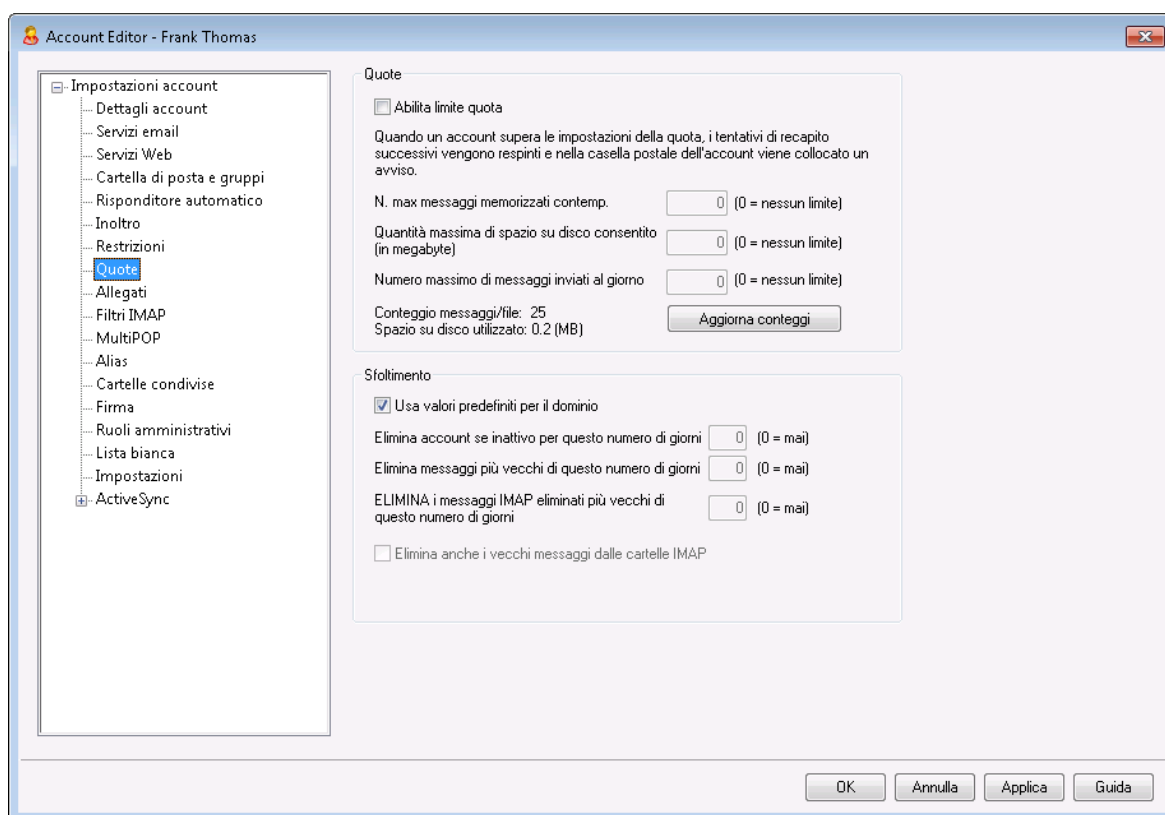 Account Editor - Frank Thomas
Impostazioni account
Dettagli account
Servizi email
Servizi Web
Cartella di posta e gruppi
Risponditore automatico
Inoltro
Restrizioni
Quote
Allegati
Filtri IMAP
MultiPOP
Alias
Cartelle condivise
Firma
Ruoli amministrativi
Lista bianca
Impostazioni
ActiveSync
Quote
Abilita limite quota
Quando un account supera le impostazioni della quota, i tentativi di recapito
successivi vengono respinti e nella casella postale dell'account viene collocato un
avviso.
N. max messaggi memorizzati contemp. 0 (0 = nessun limite)
Quantità massima di spazio su disco consentito
(in megabyte) 0 (0 = nessun limite)
Numero massimo di messaggi inviati al giorno 0 (0 = nessun limite)
Conteggio messaggi/file: 25
Spazio su disco utilizzato: 0.2 (MB)
Aggiorna conteggi
Sfoltimento
Usa valori predefiniti per il dominio
Elimina account se inattivo per questo numero di giorni 0 (0 = mai)
Elimina messaggi più vecchi di questo numero di giorni 0 (0 = mai)
ELIMINA i messaggi IMAP eliminati più vecchi di
questo numero di giorni 0 (0 = mai)
Elimina anche i vecchi messaggi dalle cartelle IMAP
OK Annulla Applica Guida